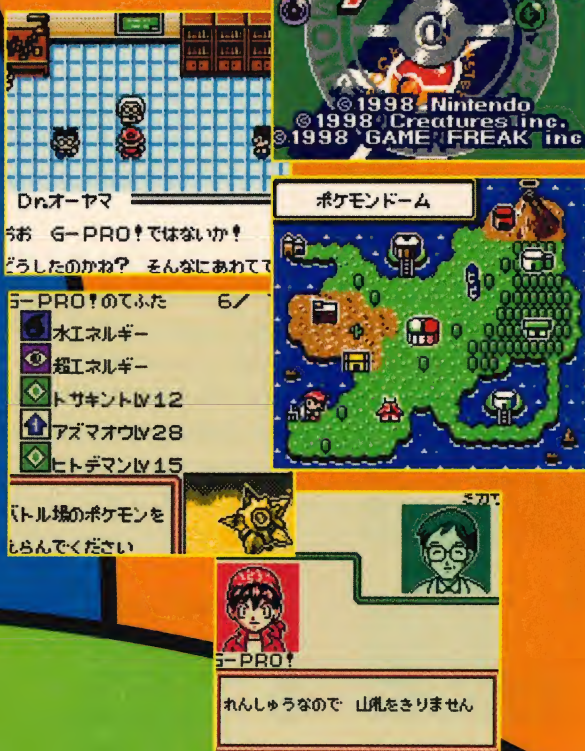 ©1998 Nintendo
©1998 Creatures inc.
©1998 GAME FREAK inc
Dr.オーヤマ
おお G-PRO!ではないか!
どうしたのかね? そんなにあわてて
ポケモンドーム
G-PRO!のてふだ 6/
水エネルギー
超エネルギー
トサキントLV12
アズマオウLV28
ヒトデマンLV15
バトル場のポケモンを
えらんでください
G-PRO!
れんしゅうなので 山札をきりません